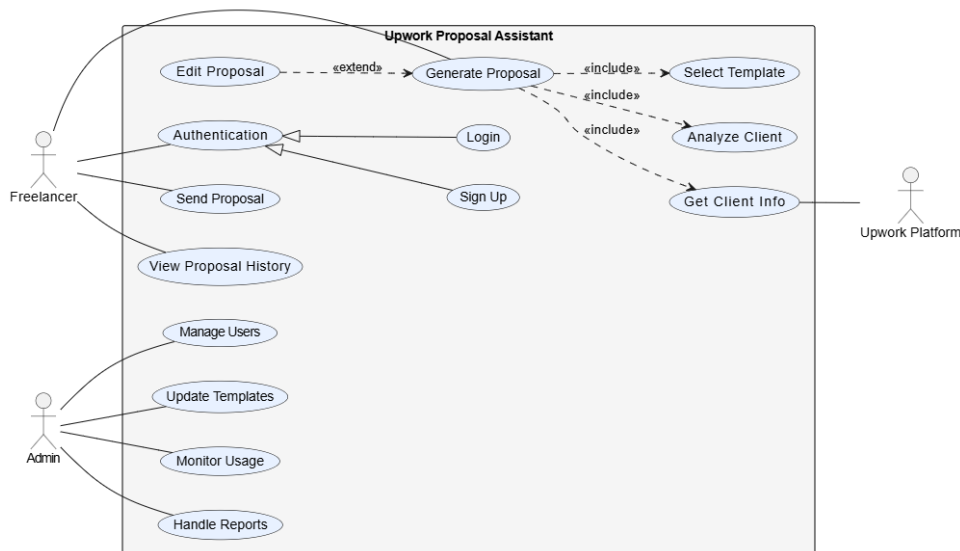 Upwork Proposal Assistant
Edit Proposal
«extend»
Generate Proposal
«include»
Select Template
«include»
Analyze Client
«include»
Get Client Info
Authentication
Login
Sign Up
Freelancer
Send Proposal
Upwork Platform
View Proposal History
Manage Users
Update Templates
Admin
Monitor Usage
Handle Reports